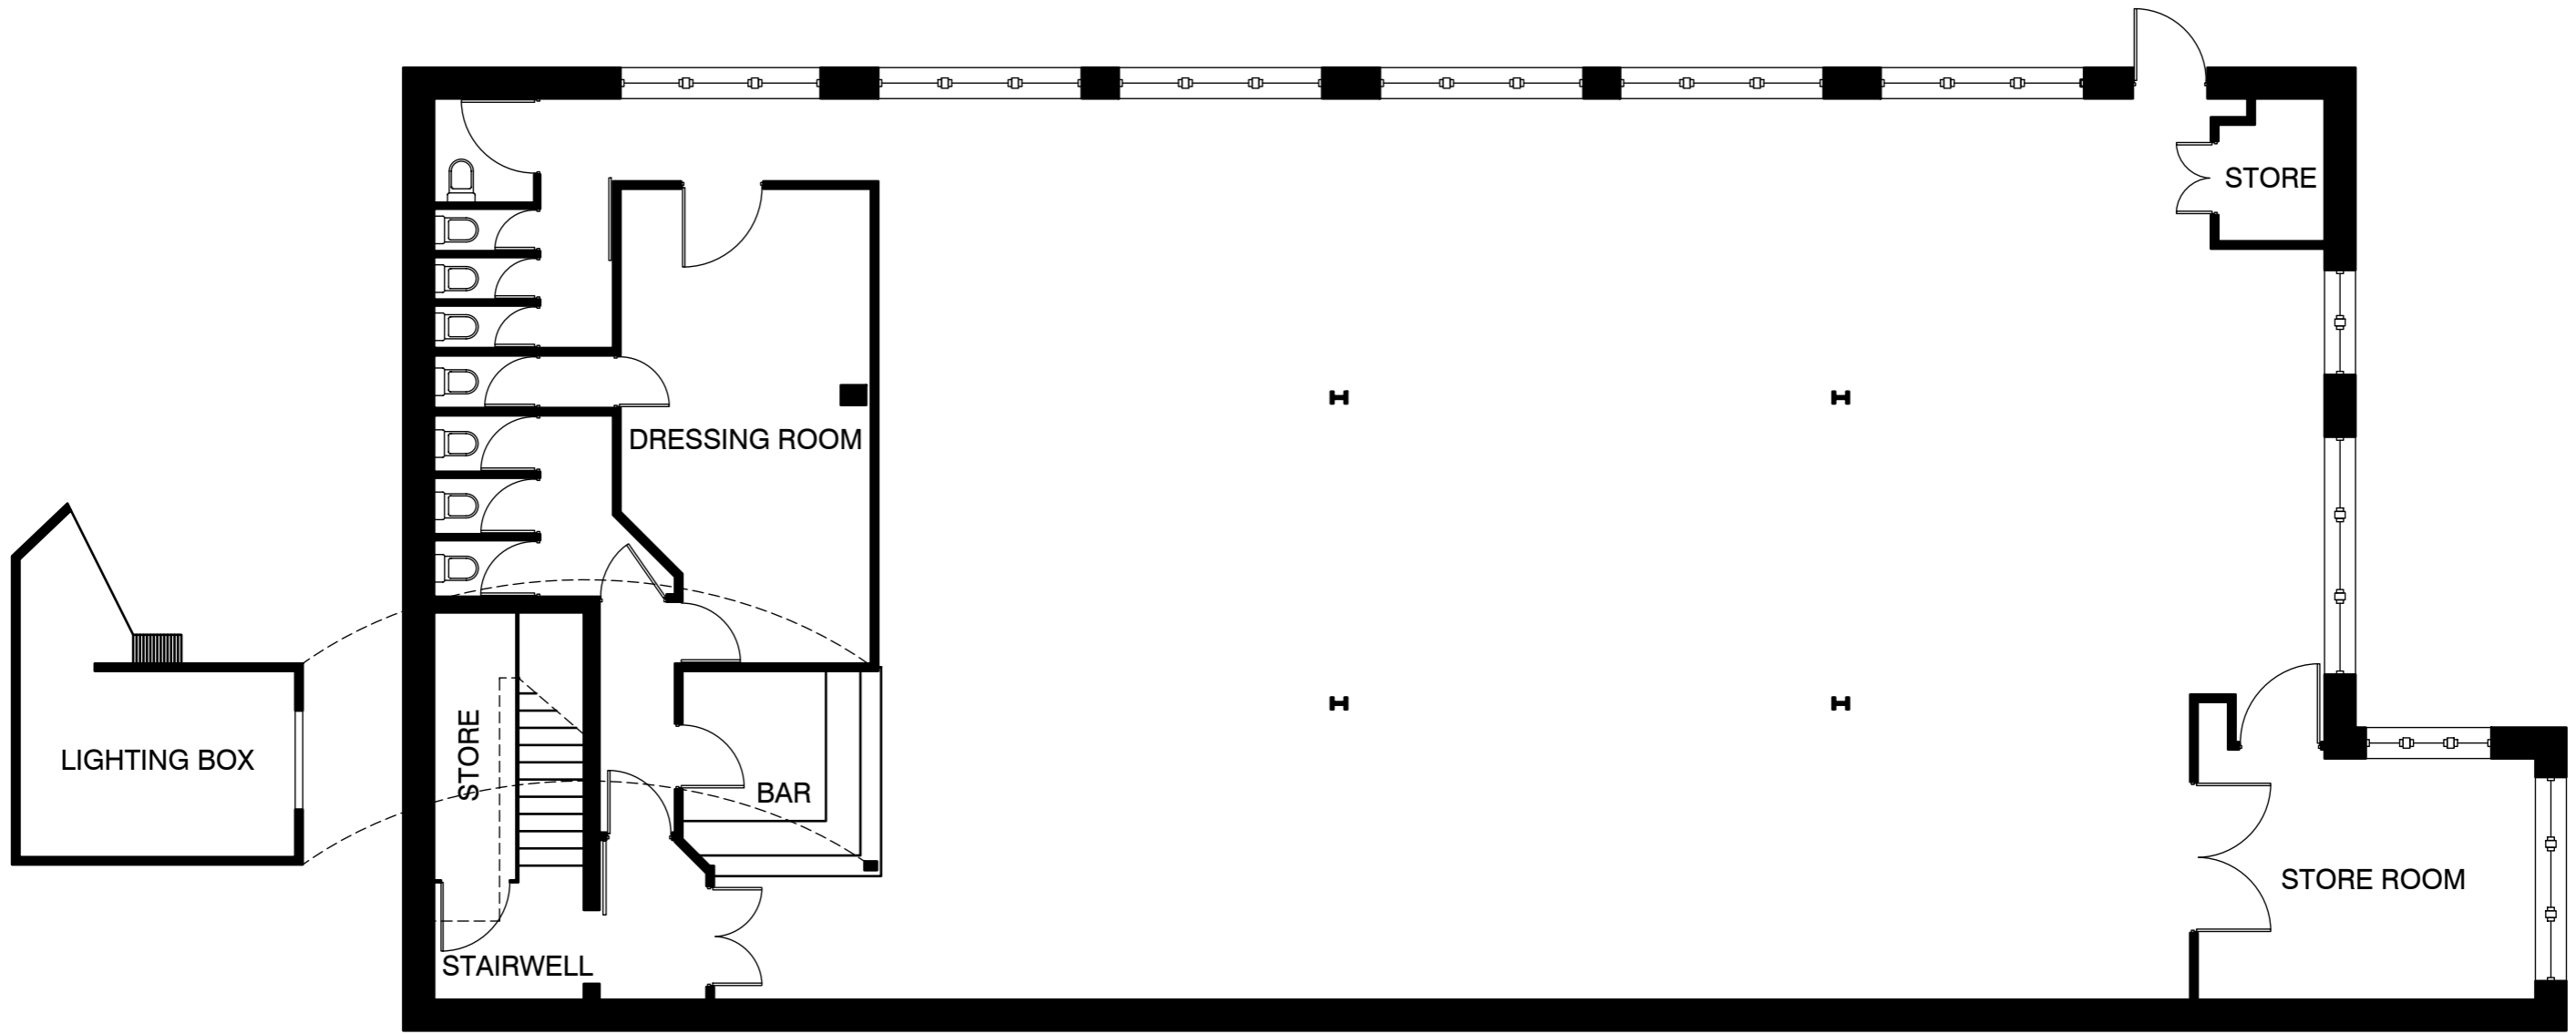 STORE
DRESSING ROOM
LIGHTING BOX
STORE
BAR
STORE ROOM
STAIRWELL